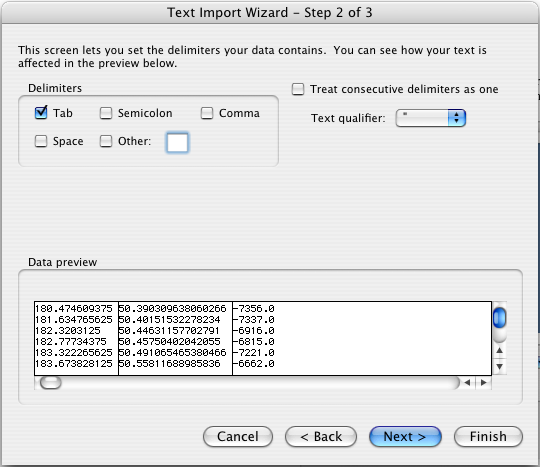 Text Import Wizard – Step 2 of 3
This screen lets you set the delimiters your data contains.  You can see how your text is
affected in the preview below.
Delimiters
Treat consecutive delimiters as one
Tab Semicolon Comma
Text qualifier: "
Space Other:
Data preview
180.474609375 50.390309638060266 -7356.0
181.634765625 50.40151532278234 -7337.0
182.3203125 50.44631157702791 -6916.0
182.77734375 50.45750402042055 -6815.0
183.322265625 50.491065465380466 -7221.0
183.673828125 50.55811688985836 -6662.0
Cancel < Back Next > Finish